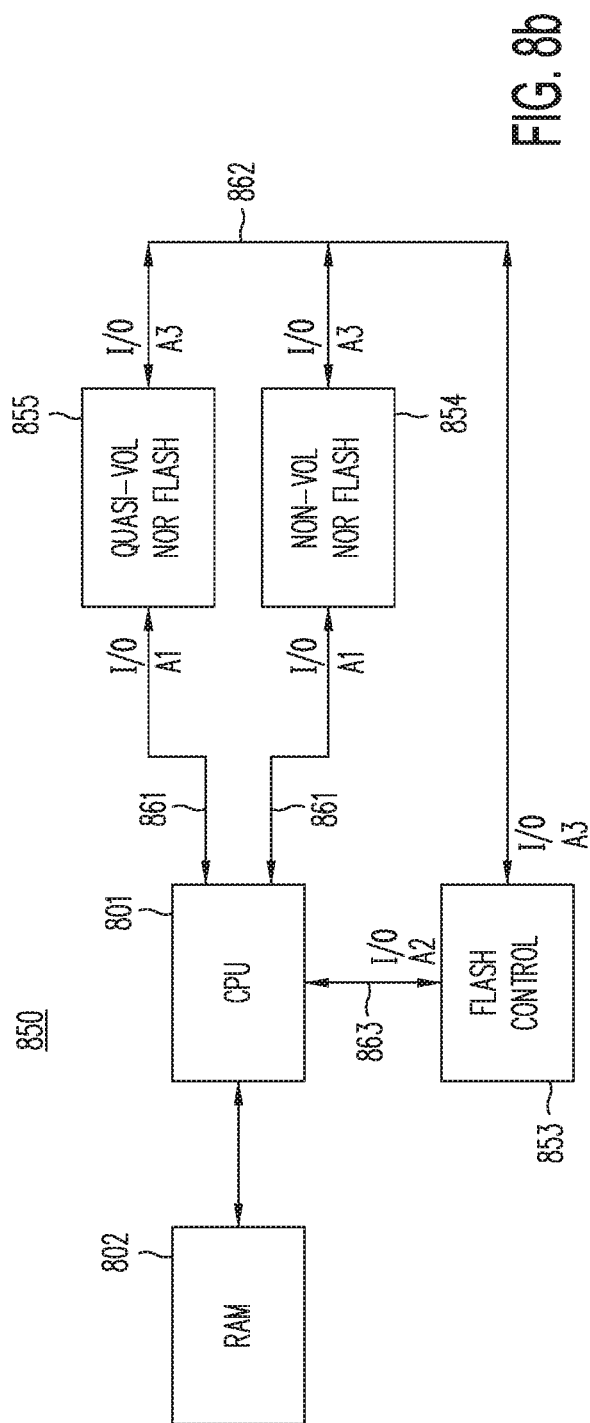 850
802
RAM
801
CPU
861
861
I/O
A1
I/O
A1
855
QUASI-VOL
NOR FLASH
NON-VOL
NOR FLASH
854
I/O
A3
I/O
A3
862
863
I/O
A2
FLASH
CONTROL
853
I/O
A3
FIG. 8b